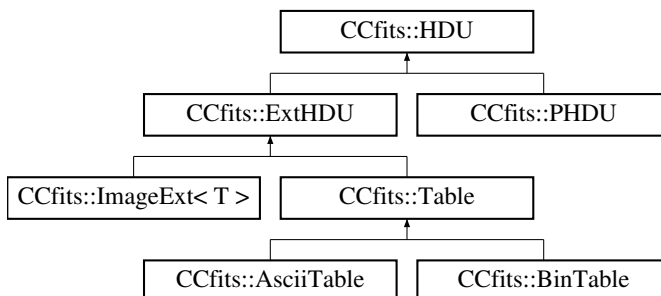 CCfits::HDU
CCfits::ExtHDU
CCfits::PHDU
CCfits::ImageExt< T >
CCfits::Table
CCfits::AsciiTable
CCfits::BinTable